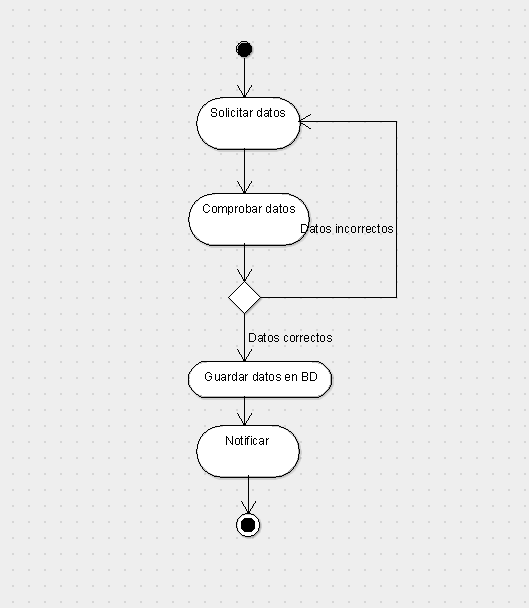 Solicitar datos
Comprobar datos
Datos incorrectos
Datos correctos
Guardar datos en BD
Notificar